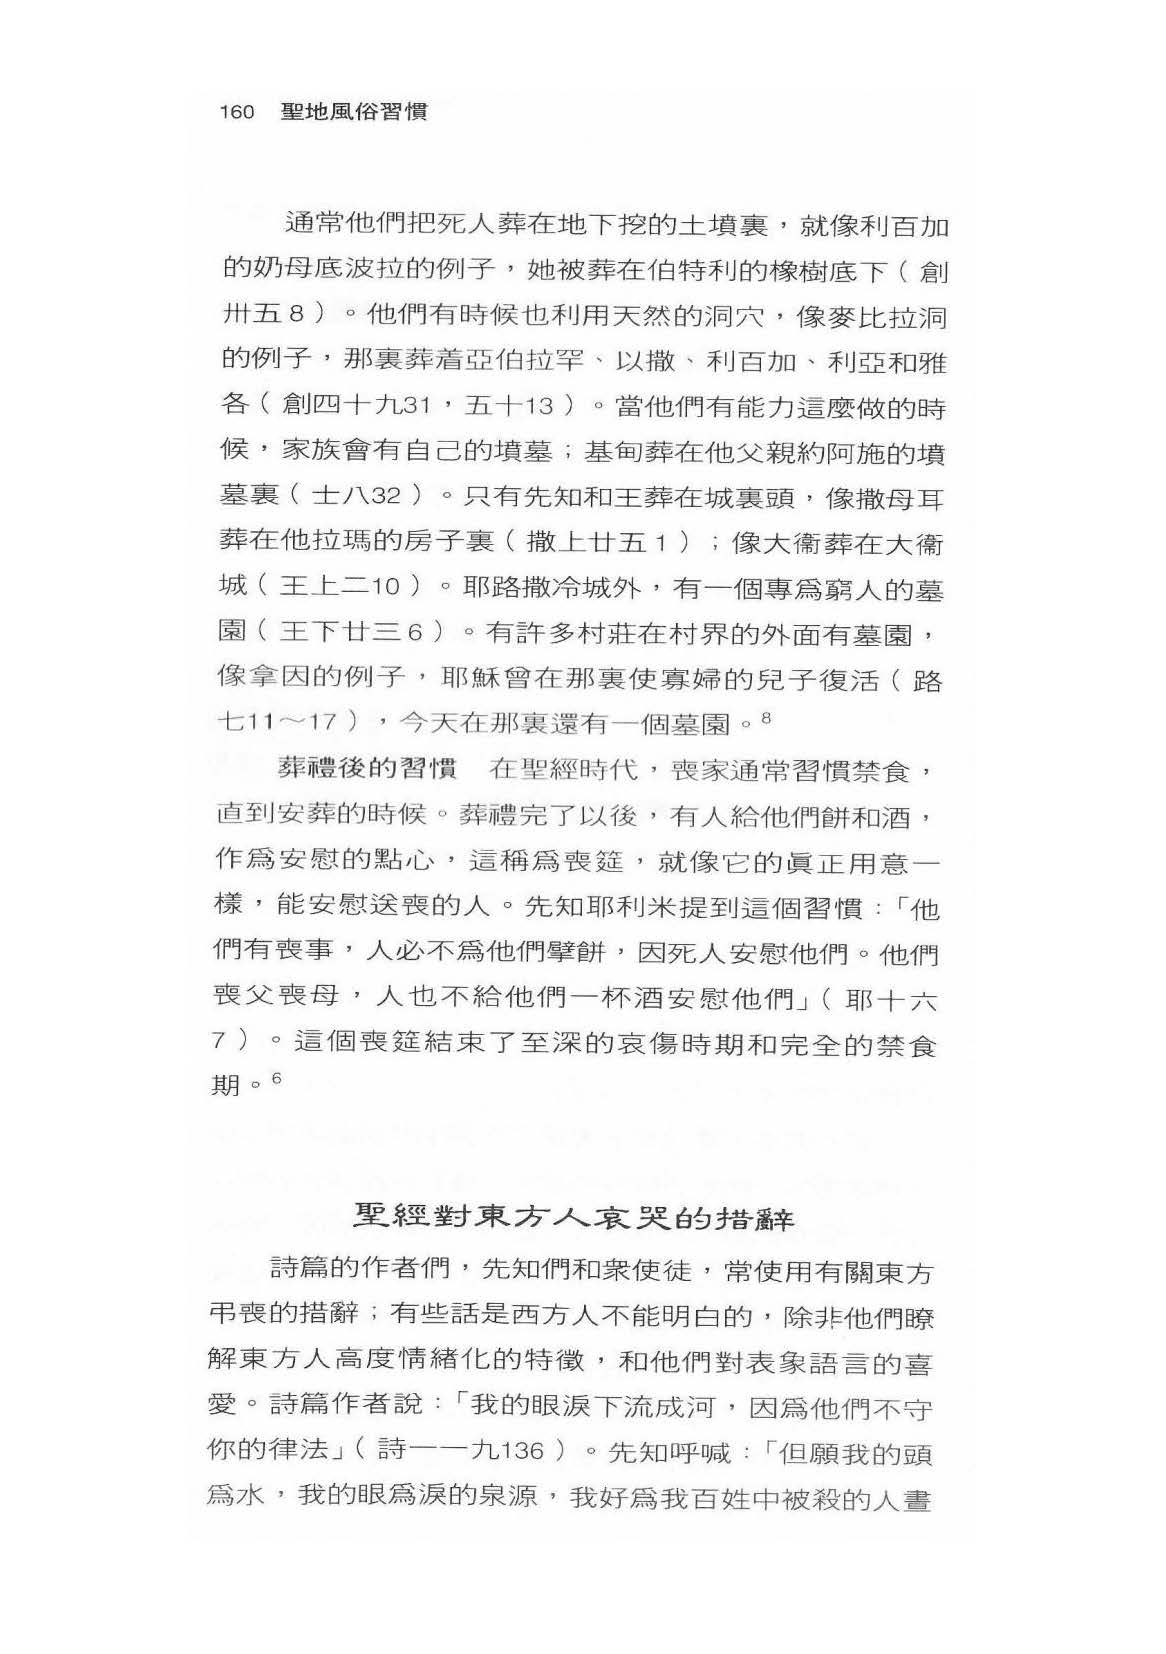 160 聖地風俗習慣
通常他們把死人葬在地下挖的土墳裏，就像利百加
的奶母底波拉的例子，她被葬在伯特利的橡樹底下（創
卅五8）。他們有時候也利用天然的洞穴，像麥比拉洞
的例子，那裏葬着亞伯拉罕、以撒、利百加、利亞和雅
各（創四十九31，五十13）。當他們有能力這麼做的時
候，家族會有自己的墳墓；基甸葬在他父親約阿施的墳
墓裏（士八32）。只有先知和王葬在城裏頭，像撒母耳
葬在他拉瑪的房子裏（撒上廿五1）；像大衞葬在大衞
城（王上二10）。耶路撒冷城外，有一個專爲窮人的墓
園（王下廿三6）。有許多村莊在村界的外面有墓園，
像拿因的例子，耶穌曾在那裏使寡婦的兒子復活（路
七11～17），今天在那裏還有一個墓園。⁸
葬禮後的習慣 在聖經時代，喪家通常習慣禁食，
直到安葬的時候。葬禮完了以後，有人給他們餅和酒，
作爲安慰的點心，這稱爲喪筵，就像它的眞正用意一
樣，能安慰送喪的人。先知耶利米提到這個習慣：「他
們有喪事，人必不爲他們擘餅，因死人安慰他們。他們
喪父喪母，人也不給他們一杯酒安慰他們」（耶十六
7）。這個喪筵結束了至深的哀傷時期和完全的禁食
期。⁶
聖經對東方人哀哭的措辭
詩篇的作者們，先知們和衆使徒，常使用有關東方
弔喪的措辭；有些話是西方人不能明白的，除非他們瞭
解東方人高度情緒化的特徵，和他們對表象語言的喜
愛。詩篇作者說：「我的眼淚下流成河，因爲他們不守
你的律法」（詩一一九136）。先知呼喊：「但願我的頭
爲水，我的眼爲淚的泉源，我好爲我百姓中被殺的人晝